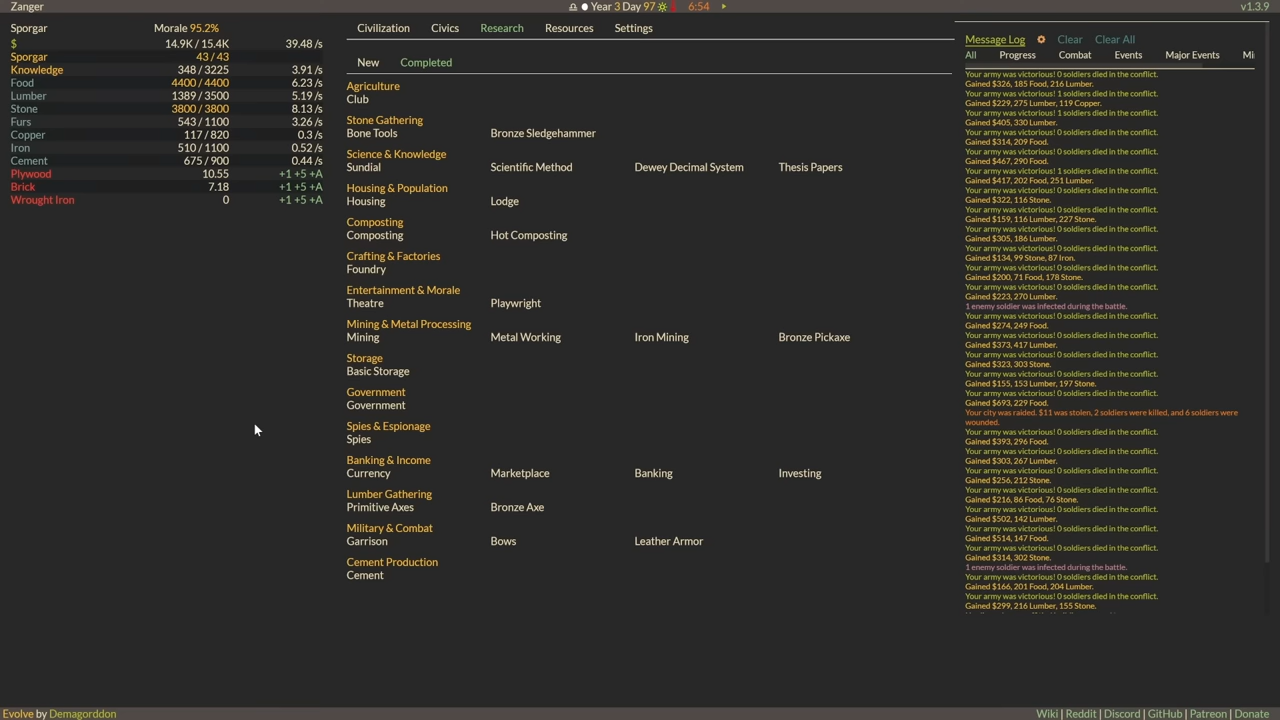 Zanger
Year 3 Day 97 6:54
v1.3.9
Sporgar Morale 95.2%
$ 14.9K / 15.4K 39.48 /s
Sporgar 43 / 43
Knowledge 348 / 3225 3.91 /s
Food 4400 / 4400 6.23 /s
Lumber 1389 / 3500 5.19 /s
Stone 3800 / 3800 8.13 /s
Furs 543 / 1100 3.26 /s
Copper 117 / 820 0.3 /s
Iron 510 / 1100 0.52 /s
Cement 675 / 900 0.44 /s
Plywood 10.55 +1 +5 +A
Brick 7.18 +1 +5 +A
Wrought Iron 0 +1 +5 +A
Civilization Civics Research Resources Settings
New Completed
Agriculture
Club
Stone Gathering
Bone Tools Bronze Sledgehammer
Science & Knowledge
Sundial Scientific Method Dewey Decimal System Thesis Papers
Housing & Population
Housing Lodge
Composting
Composting Hot Composting
Crafting & Factories
Foundry
Entertainment & Morale
Theatre Playwright
Mining & Metal Processing
Mining Metal Working Iron Mining Bronze Pickaxe
Storage
Basic Storage
Government
Government
Spies & Espionage
Spies
Banking & Income
Currency Marketplace Banking Investing
Lumber Gathering
Primitive Axes Bronze Axe
Military & Combat
Garrison Bows Leather Armor
Cement Production
Cement
Message Log Clear Clear All
All Progress Combat Events Major Events Mi
Your army was victorious! 0 soldiers died in the conflict.
Gained $326, 185 Food, 216 Lumber.
Your army was victorious! 1 soldiers died in the conflict.
Gained $229, 275 Lumber, 119 Copper.
Your army was victorious! 1 soldiers died in the conflict.
Gained $405, 330 Lumber.
Your army was victorious! 0 soldiers died in the conflict.
Gained $314, 209 Food.
Your army was victorious! 0 soldiers died in the conflict.
Gained $467, 290 Food.
Your army was victorious! 1 soldiers died in the conflict.
Gained $417, 202 Food, 251 Lumber.
Your army was victorious! 0 soldiers died in the conflict.
Gained $322, 116 Stone.
Your army was victorious! 0 soldiers died in the conflict.
Gained $159, 116 Lumber, 227 Stone.
Your army was victorious! 0 soldiers died in the conflict.
Gained $305, 186 Lumber.
Your army was victorious! 0 soldiers died in the conflict.
Gained $134, 99 Stone, 87 Iron.
Your army was victorious! 0 soldiers died in the conflict.
Gained $200, 71 Food, 178 Stone.
Your army was victorious! 0 soldiers died in the conflict.
Gained $223, 270 Lumber.
1 enemy soldier was infected during the battle.
Your army was victorious! 0 soldiers died in the conflict.
Gained $274, 249 Food.
Your army was victorious! 0 soldiers died in the conflict.
Gained $373, 417 Lumber.
Your army was victorious! 0 soldiers died in the conflict.
Gained $323, 303 Stone.
Your army was victorious! 0 soldiers died in the conflict.
Gained $155, 153 Lumber, 197 Stone.
Your army was victorious! 0 soldiers died in the conflict.
Gained $693, 229 Food.
Your city was raided. $11 was stolen, 2 soldiers were killed, and 6 soldiers were
wounded.
Your army was victorious! 0 soldiers died in the conflict.
Gained $393, 296 Food.
Your army was victorious! 0 soldiers died in the conflict.
Gained $303, 267 Lumber.
Your army was victorious! 0 soldiers died in the conflict.
Gained $256, 212 Stone.
Your army was victorious! 0 soldiers died in the conflict.
Gained $216, 86 Food, 76 Stone.
Your army was victorious! 0 soldiers died in the conflict.
Gained $502, 142 Lumber.
Your army was victorious! 0 soldiers died in the conflict.
Gained $514, 147 Food.
Your army was victorious! 0 soldiers died in the conflict.
Gained $314, 302 Stone.
1 enemy soldier was infected during the battle.
Your army was victorious! 0 soldiers died in the conflict.
Gained $166, 201 Food, 204 Lumber.
Your army was victorious! 0 soldiers died in the conflict.
Gained $299, 216 Lumber, 155 Stone.
Evolve by Demagorddon
Wiki | Reddit | Discord | GitHub | Patreon | Donate